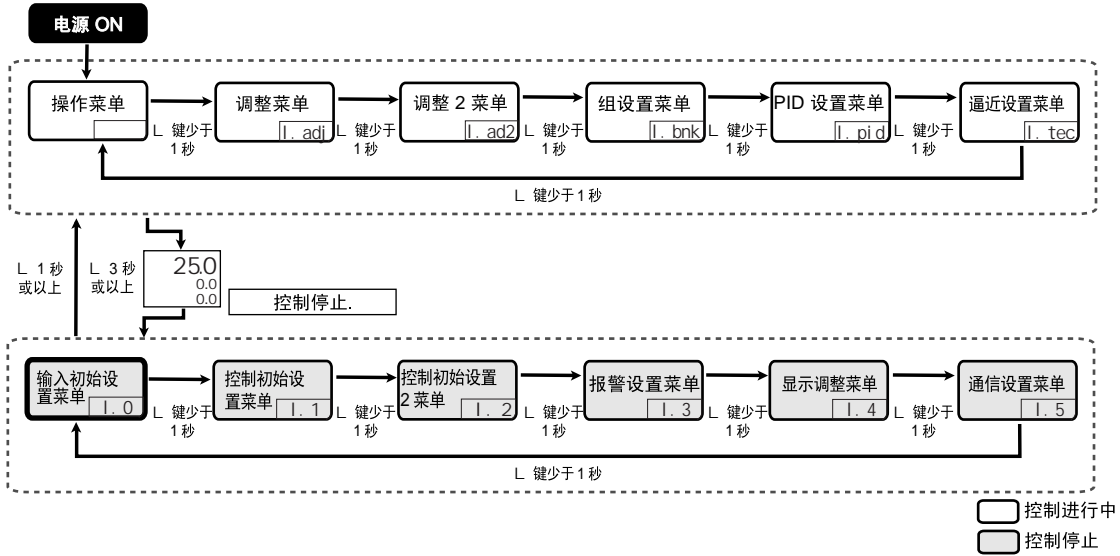 电源 ON
操作菜单
调整菜单
l. adj
调整 2 菜单
l. ad2
组设置菜单
l. bnk
PID 设置菜单
l. pid
逼近设置菜单
l. tec
L 键少于
1 秒
L 键少于
1 秒
L 键少于
1 秒
L 键少于
1 秒
L 键少于
1 秒
L 键少于 1 秒
L 1 秒
或以上
L 3 秒
或以上
25.0
0.0
0.0
控制停止.
输入初始设
置菜单
l. 0
控制初始设
置菜单
l. 1
控制初始设置
2 菜单
l. 2
报警设置菜单
l. 3
显示调整菜单
l. 4
通信设置菜单
l. 5
L 键少于
1 秒
L 键少于
1 秒
L 键少于
1 秒
L 键少于
1 秒
L 键少于
1 秒
L 键少于 1 秒
控制进行中
控制停止